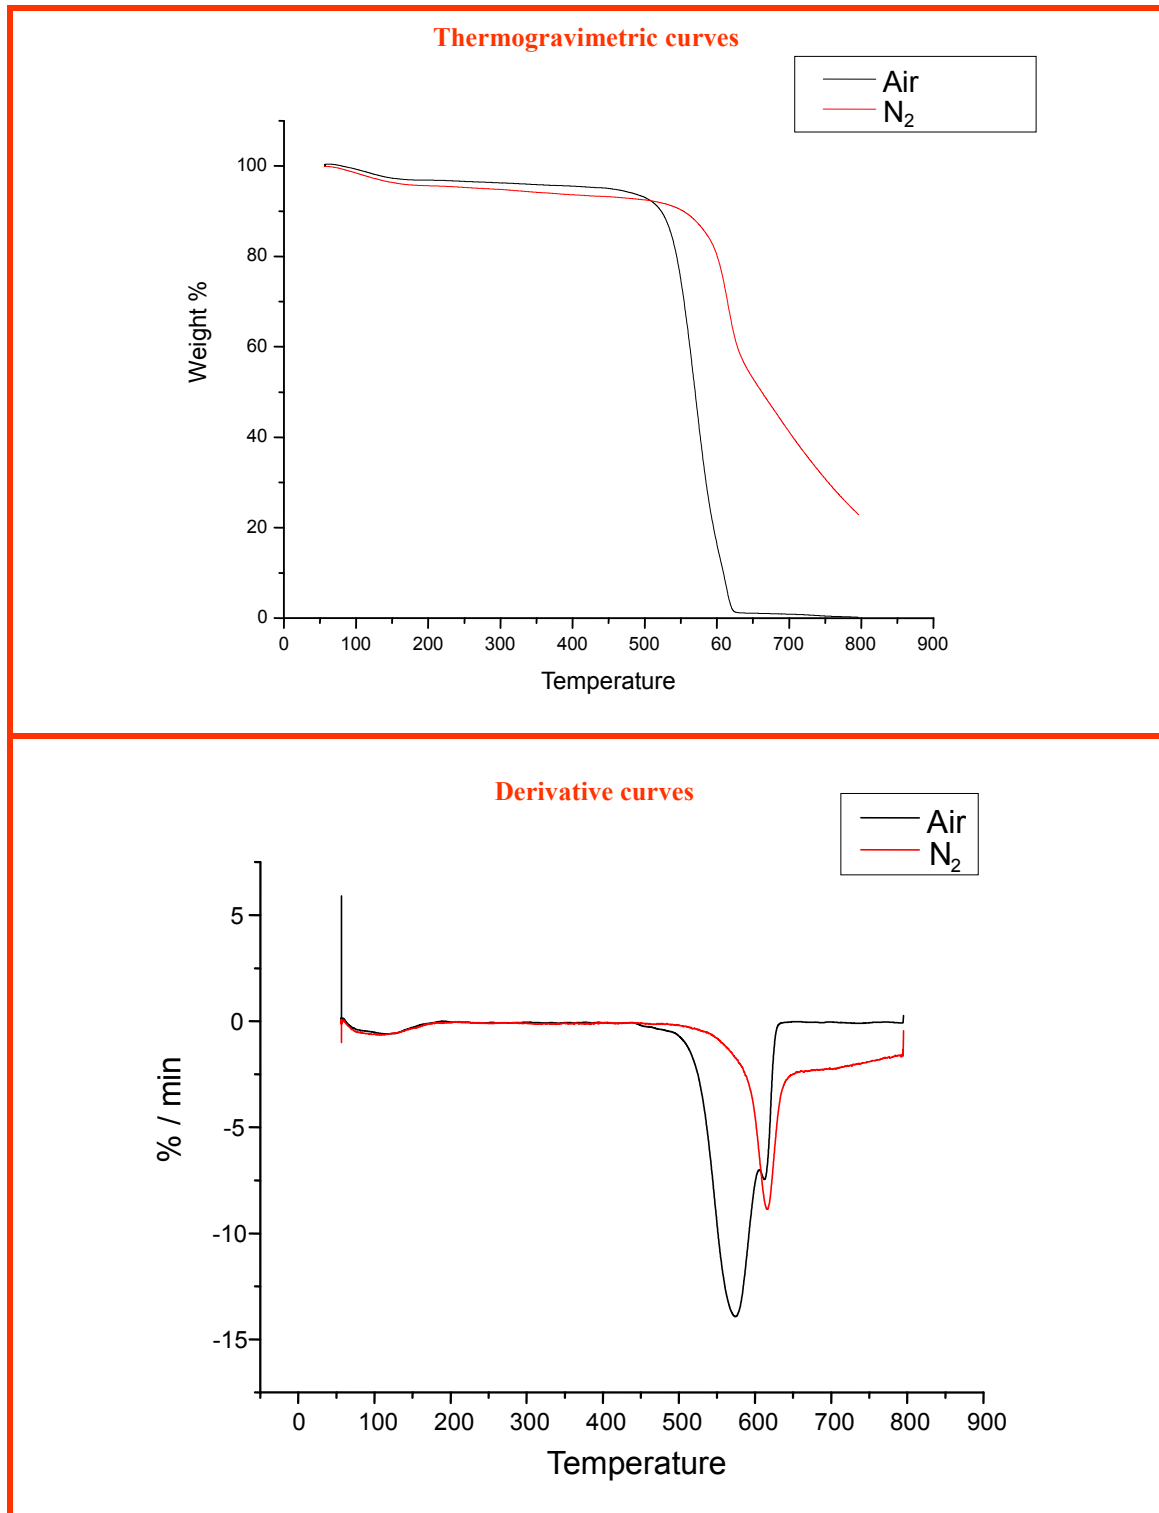 Thermogravimetric curves
Air
N₂
100
80
60
40
20
0
Weight %
0 100 200 300 400 500 60 700 800 900
Temperature
Derivative curves
Air
N₂
5
0
-5
-10
-15
% / min
0 100 200 300 400 500 600 700 800 900
Temperature